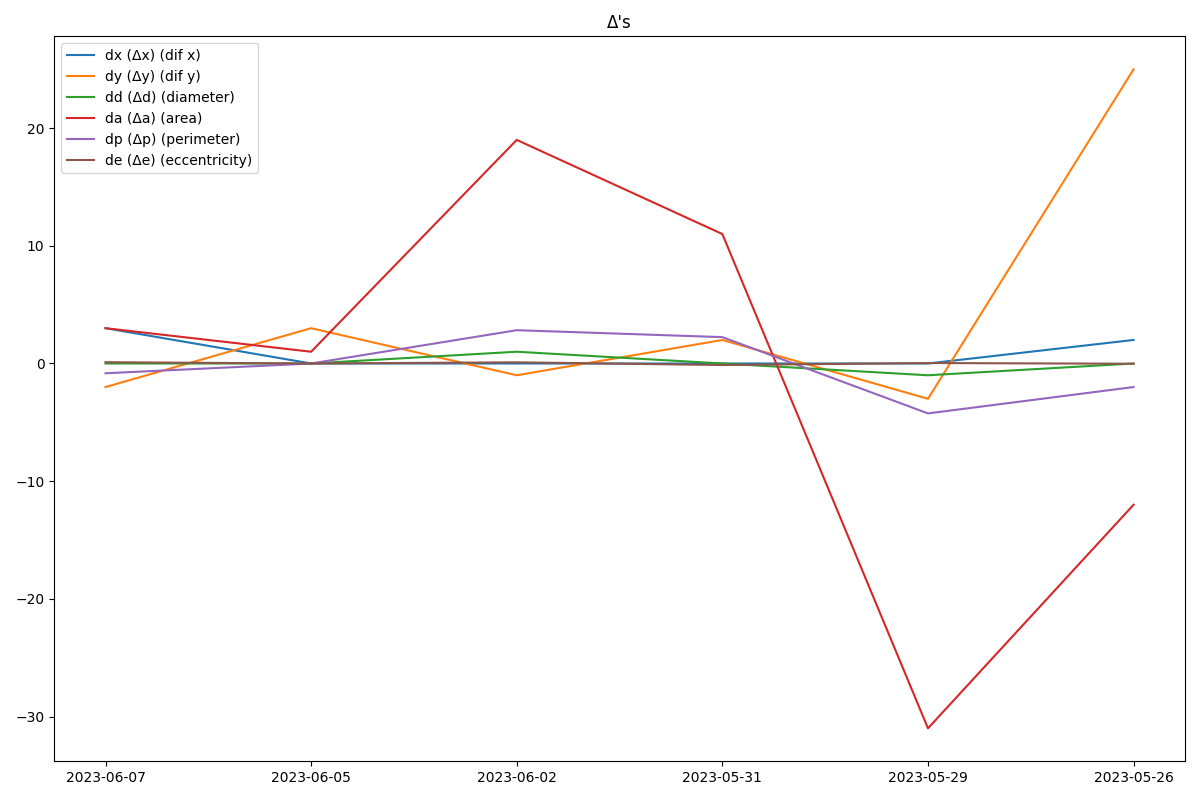 Δ's
dx (Δx) (dif x)
dy (Δy) (dif y)
dd (Δd) (diameter)
da (Δa) (area)
dp (Δp) (perimeter)
de (Δe) (eccentricity)
20
10
0
−10
−20
−30
2023-06-07 2023-06-05 2023-06-02 2023-05-31 2023-05-29 2023-05-26